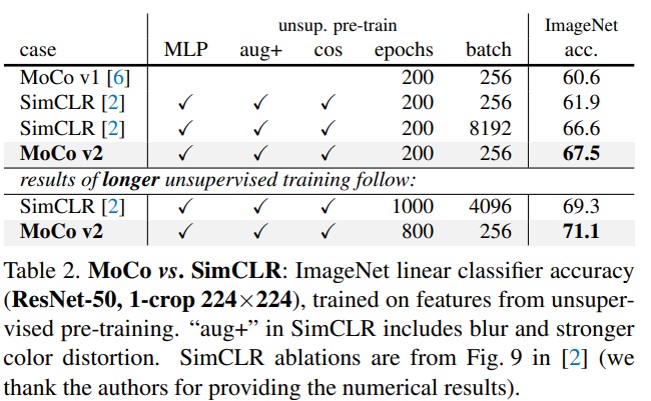 unsup. pre-train ImageNet
case MLP aug+ cos epochs batch acc.
MoCo v1 [6] 200 256 60.6
SimCLR [2] ✓ ✓ ✓ 200 256 61.9
SimCLR [2] ✓ ✓ ✓ 200 8192 66.6
MoCo v2 ✓ ✓ ✓ 200 256 67.5
results of longer unsupervised training follow:
SimCLR [2] ✓ ✓ ✓ 1000 4096 69.3
MoCo v2 ✓ ✓ ✓ 800 256 71.1
Table 2. MoCo vs. SimCLR: ImageNet linear classifier accuracy
(ResNet-50, 1-crop 224×224), trained on features from unsuper-
vised pre-training. “aug+” in SimCLR includes blur and stronger
color distortion. SimCLR ablations are from Fig. 9 in [2] (we
thank the authors for providing the numerical results).